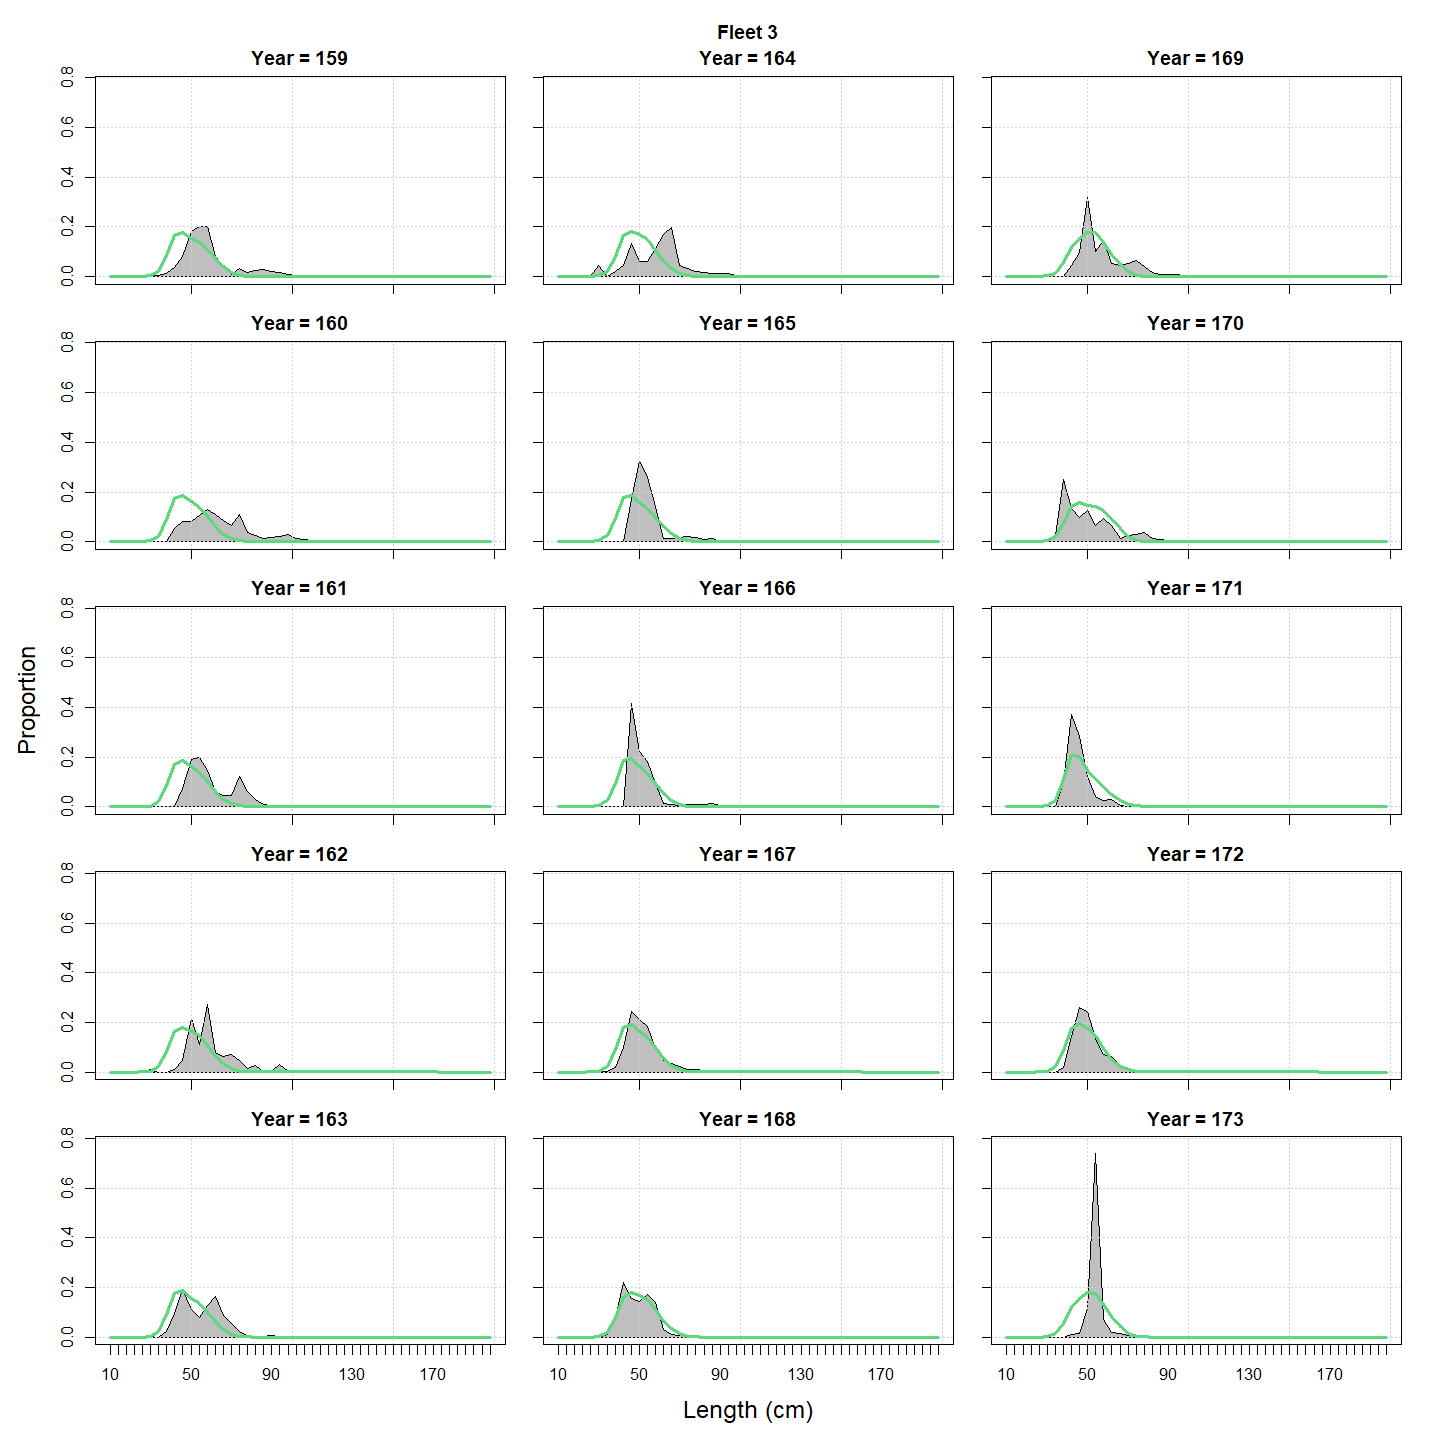 Fleet 3
Year = 159
Year = 164
Year = 169
0.0 0.2 0.4 0.6 0.8
Year = 160
Year = 165
Year = 170
0.0 0.2 0.4 0.6 0.8
Year = 161
Year = 166
Year = 171
0.0 0.2 0.4 0.6 0.8
Proportion
Year = 162
Year = 167
Year = 172
0.0 0.2 0.4 0.6 0.8
Year = 163
Year = 168
Year = 173
0.0 0.2 0.4 0.6 0.8
10 50 90 130 170
10 50 90 130 170
10 50 90 130 170
Length (cm)